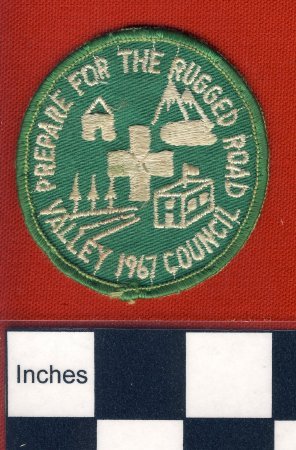 PREPARE FOR THE RUGGED ROAD
VALLEY 1967 COUNCIL
Inches